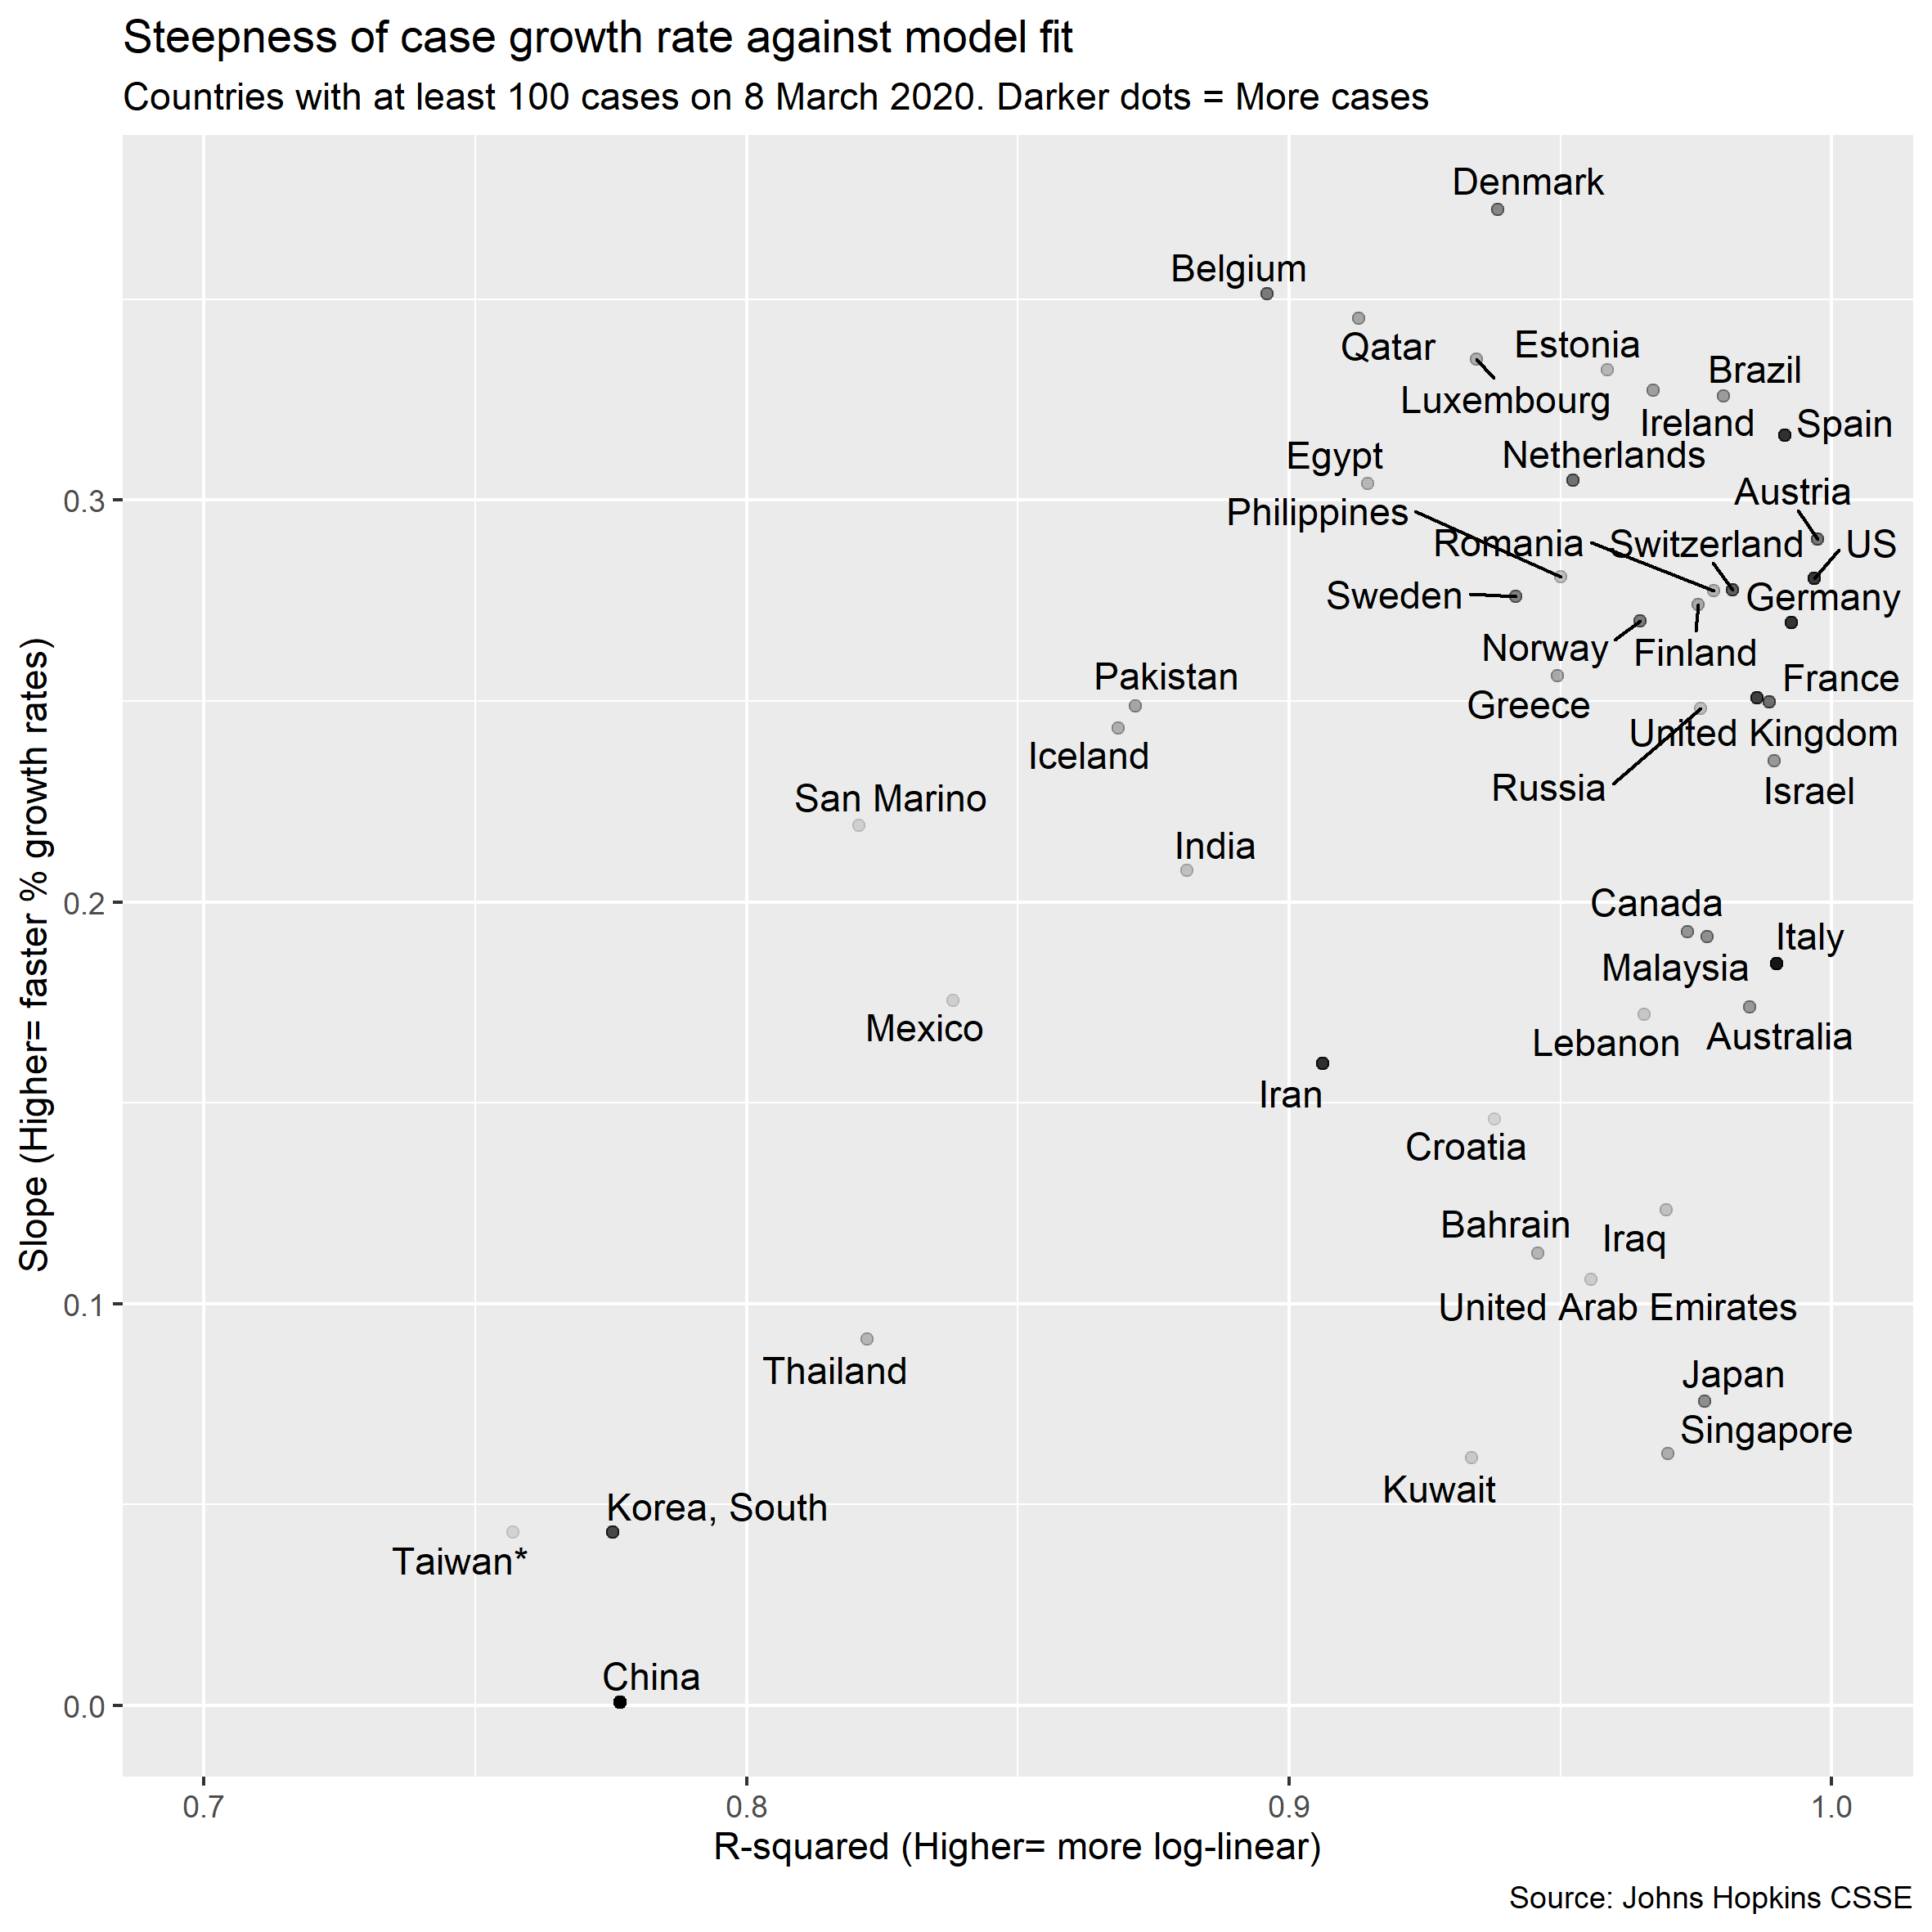 Steepness of case growth rate against model fit
Countries with at least 100 cases on 8 March 2020. Darker dots = More cases
Denmark
Belgium
Qatar
Estonia
Brazil
Luxembourg
Ireland
Spain
Egypt
Netherlands
Austria
0.3
Philippines
Romania
Switzerland
US
Sweden
Germany
Norway
Finland
Pakistan
France
Greece
United Kingdom
Iceland
Russia
Israel
San Marino
India
0.2
Canada
Italy
Malaysia
Mexico
Lebanon
Australia
Iran
Croatia
Bahrain
Iraq
0.1
United Arab Emirates
Thailand
Japan
Singapore
Kuwait
Korea, South
Taiwan*
China
0.0
Slope (Higher= faster % growth rates)
0.7
0.8
0.9
1.0
R-squared (Higher= more log-linear)
Source: Johns Hopkins CSSE